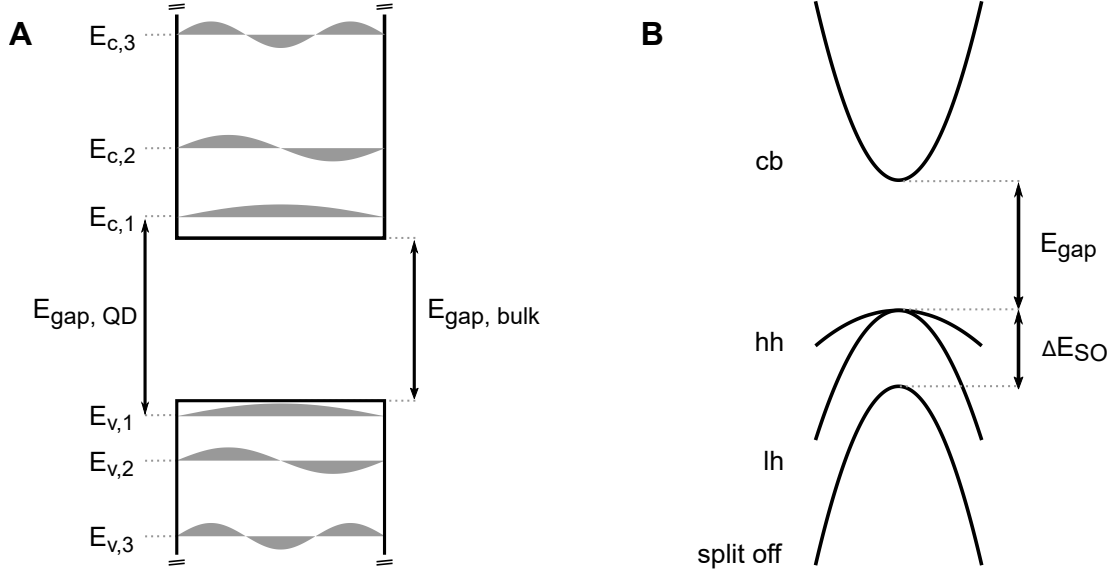 A
E_c,3
E_c,2
E_c,1
E_gap, QD
E_gap, bulk
E_v,1
E_v,2
E_v,3
B
cb
E_gap
hh
ΔE_SO
lh
split off